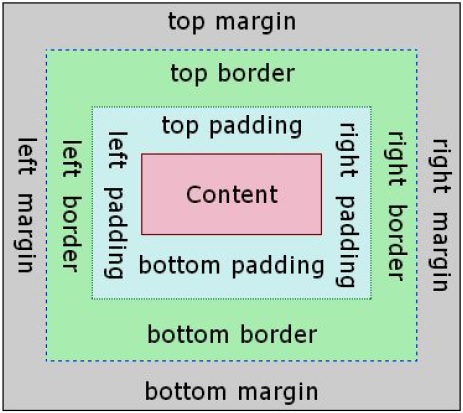 top margin
top border
top padding
left margin
left border
left padding
Content
right padding
right border
right margin
bottom padding
bottom border
bottom margin